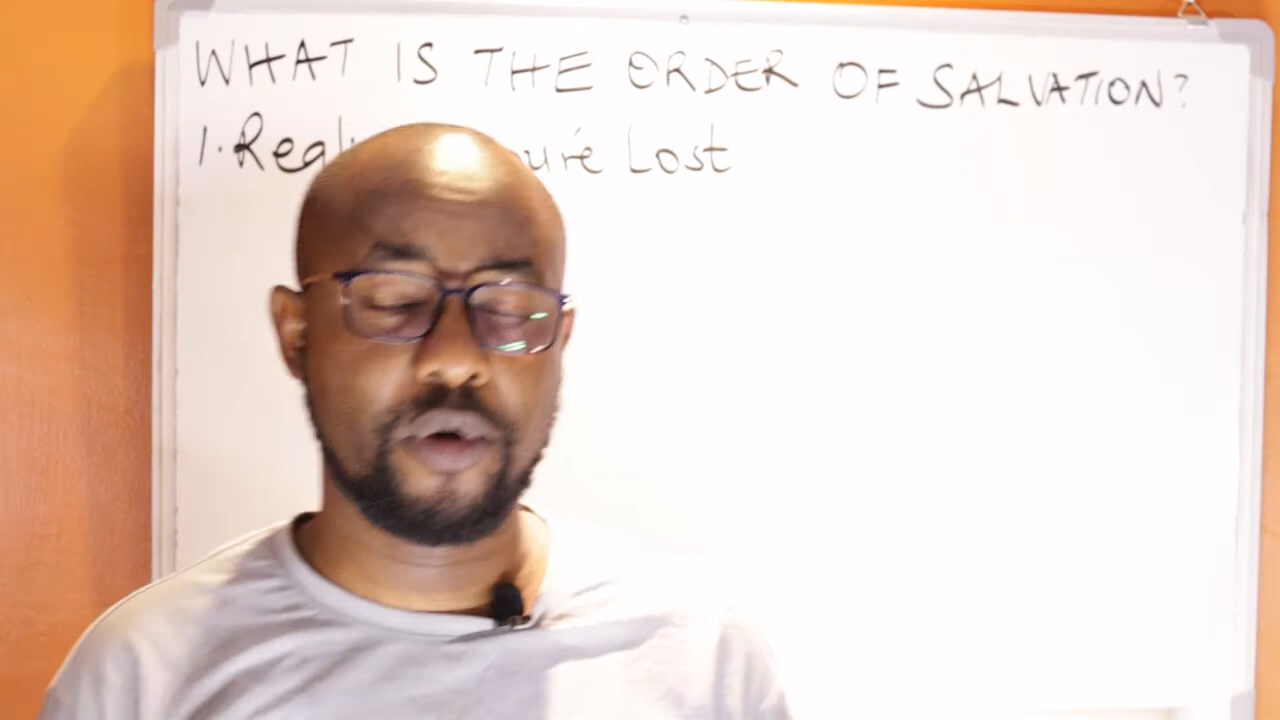 WHAT IS THE ORDER OF SALVATION?
1. Lost